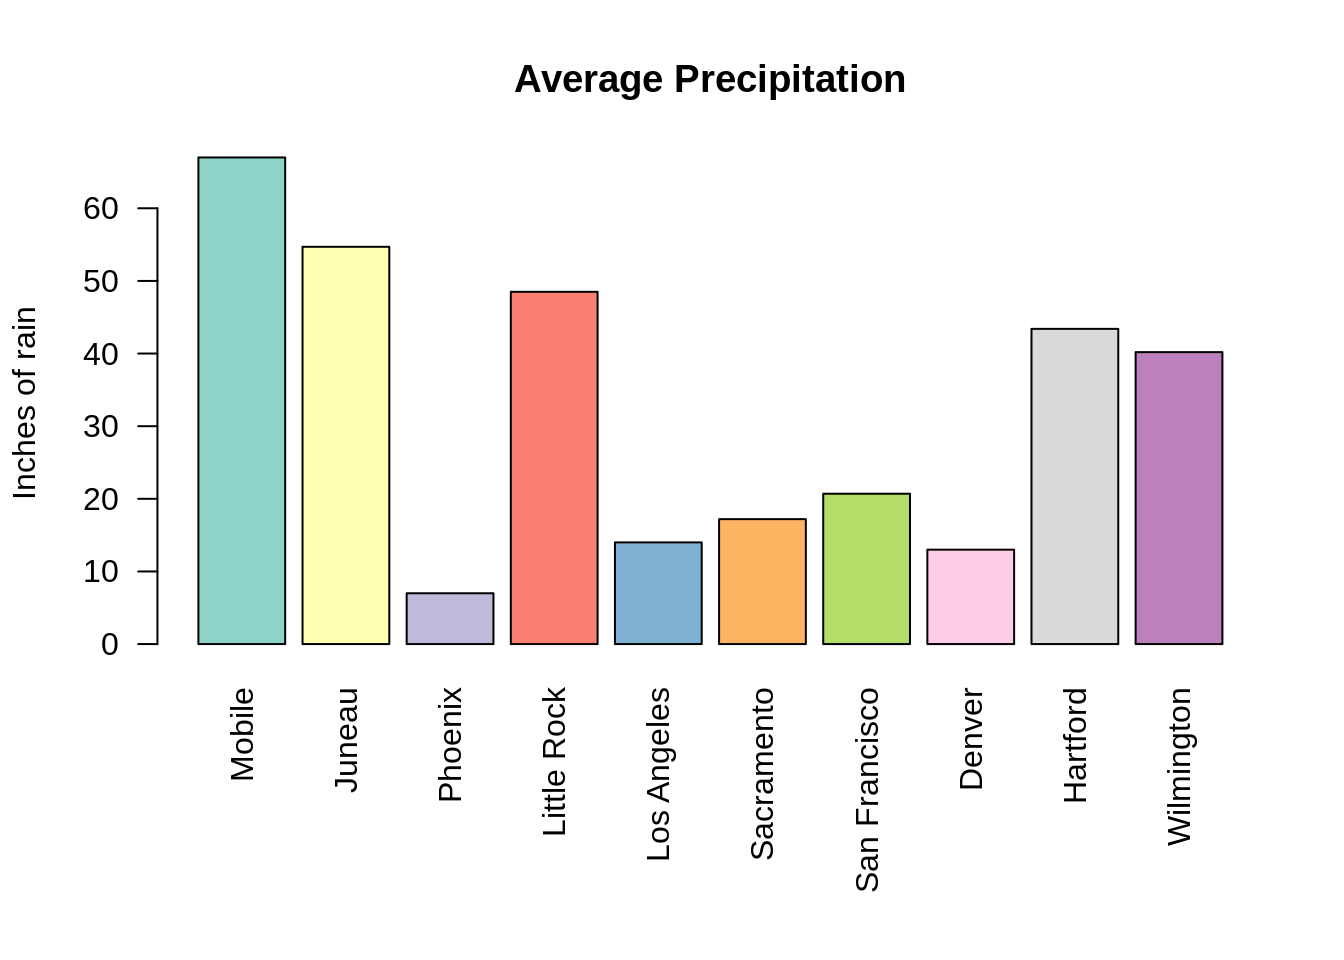 Average Precipitation
Inches of rain
60
50
40
30
20
10
0
Mobile
Juneau
Phoenix
Little Rock
Los Angeles
Sacramento
San Francisco
Denver
Hartford
Wilmington